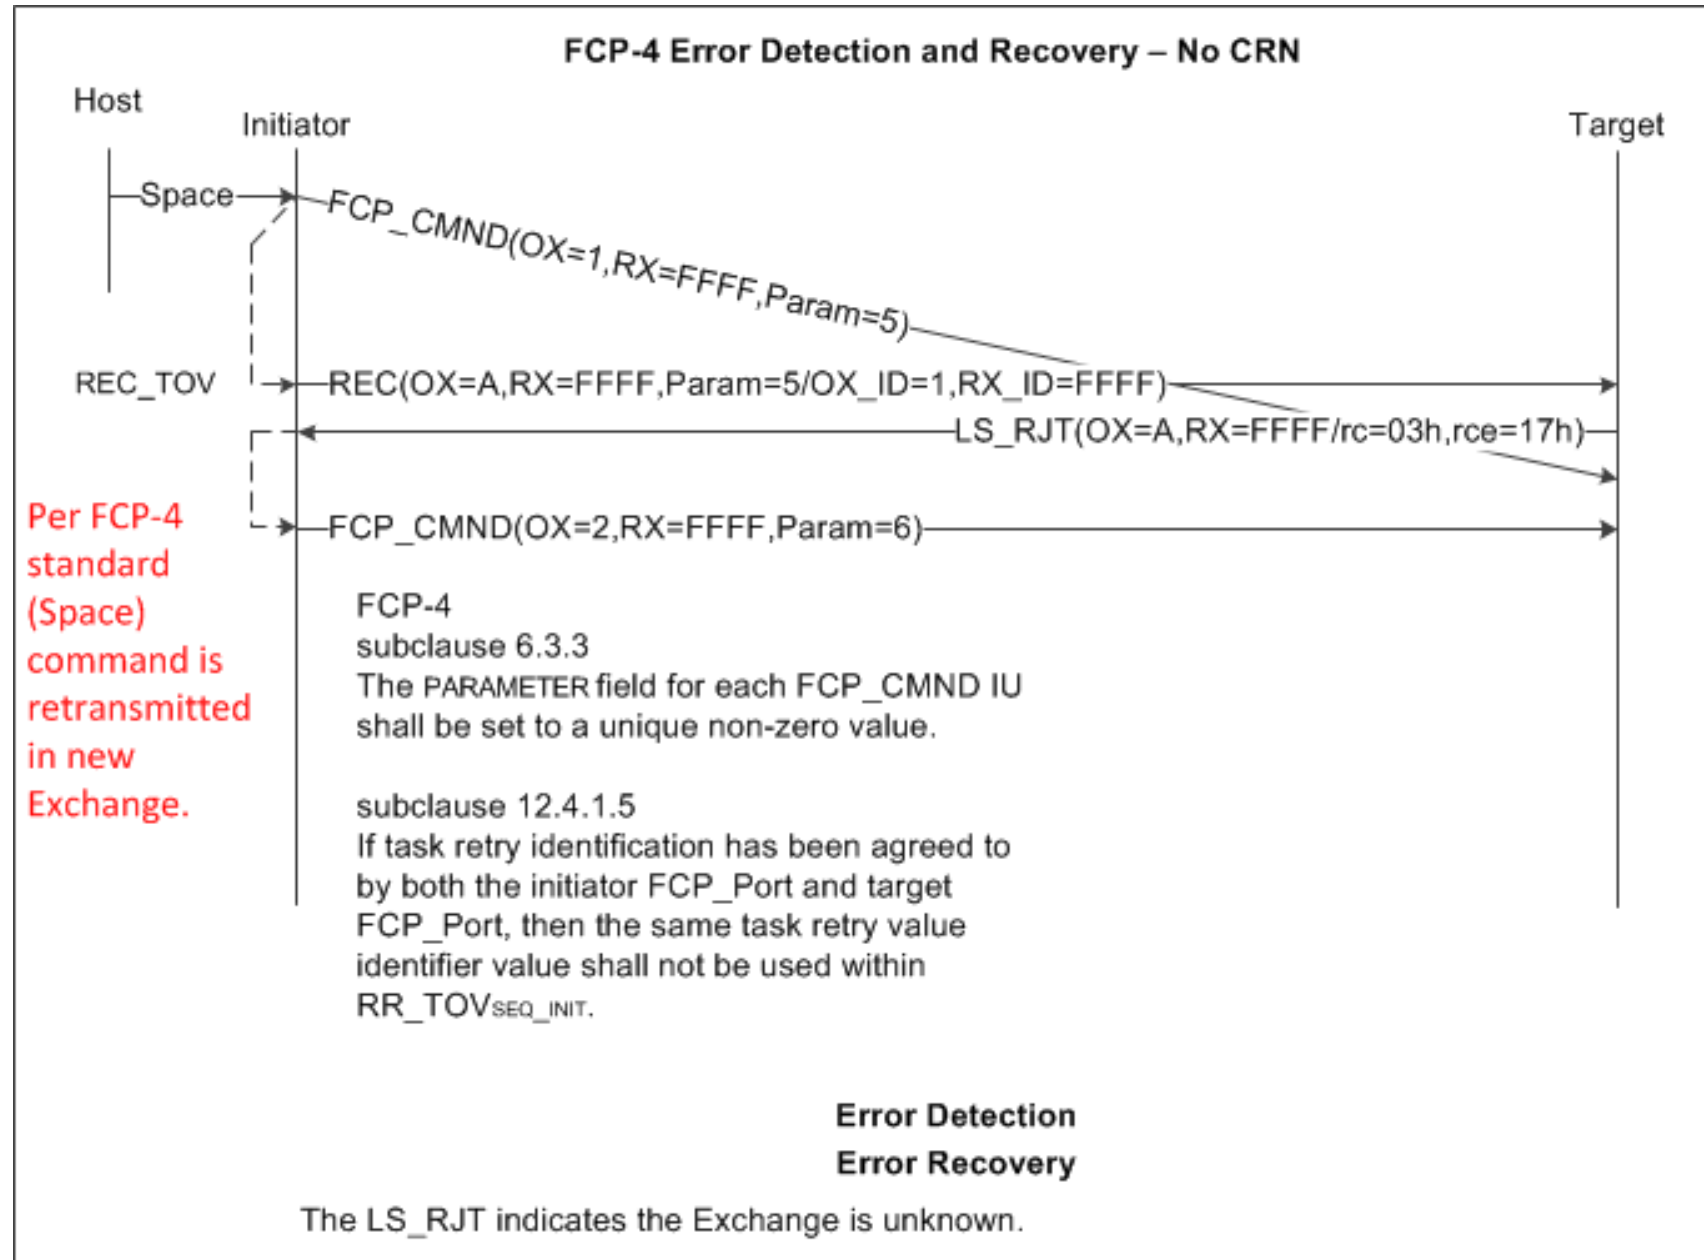 FCP-4 Error Detection and Recovery – No CRN
Host
Initiator
Target
Space
FCP_CMND(OX=1,RX=FFFF,Param=5)
REC_TOV
REC(OX=A,RX=FFFF,Param=5/OX_ID=1,RX_ID=FFFF)
LS_RJT(OX=A,RX=FFFF/rc=03h,rce=17h)
FCP_CMND(OX=2,RX=FFFF,Param=6)
Per FCP-4
standard
(Space)
command is
retransmitted
in new
Exchange.
FCP-4
subclause 6.3.3
The PARAMETER field for each FCP_CMND IU
shall be set to a unique non-zero value.
subclause 12.4.1.5
If task retry identification has been agreed to
by both the initiator FCP_Port and target
FCP_Port, then the same task retry value
identifier value shall not be used within
RR_TOVSEQ_INIT.
Error Detection
Error Recovery
The LS_RJT indicates the Exchange is unknown.